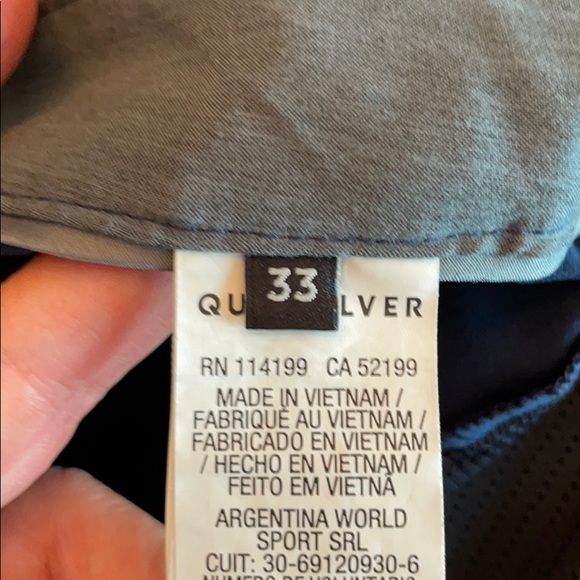 33
QU LVER
RN 114199 CA 52199
MADE IN VIETNAM /
FABRIQUÉ AU VIETNAM /
FABRICADO EN VIETNAM
/ HECHO EN VIETNAM /
FEITO EM VIETNÃ
ARGENTINA WORLD
SPORT SRL
CUIT: 30-69120930-6